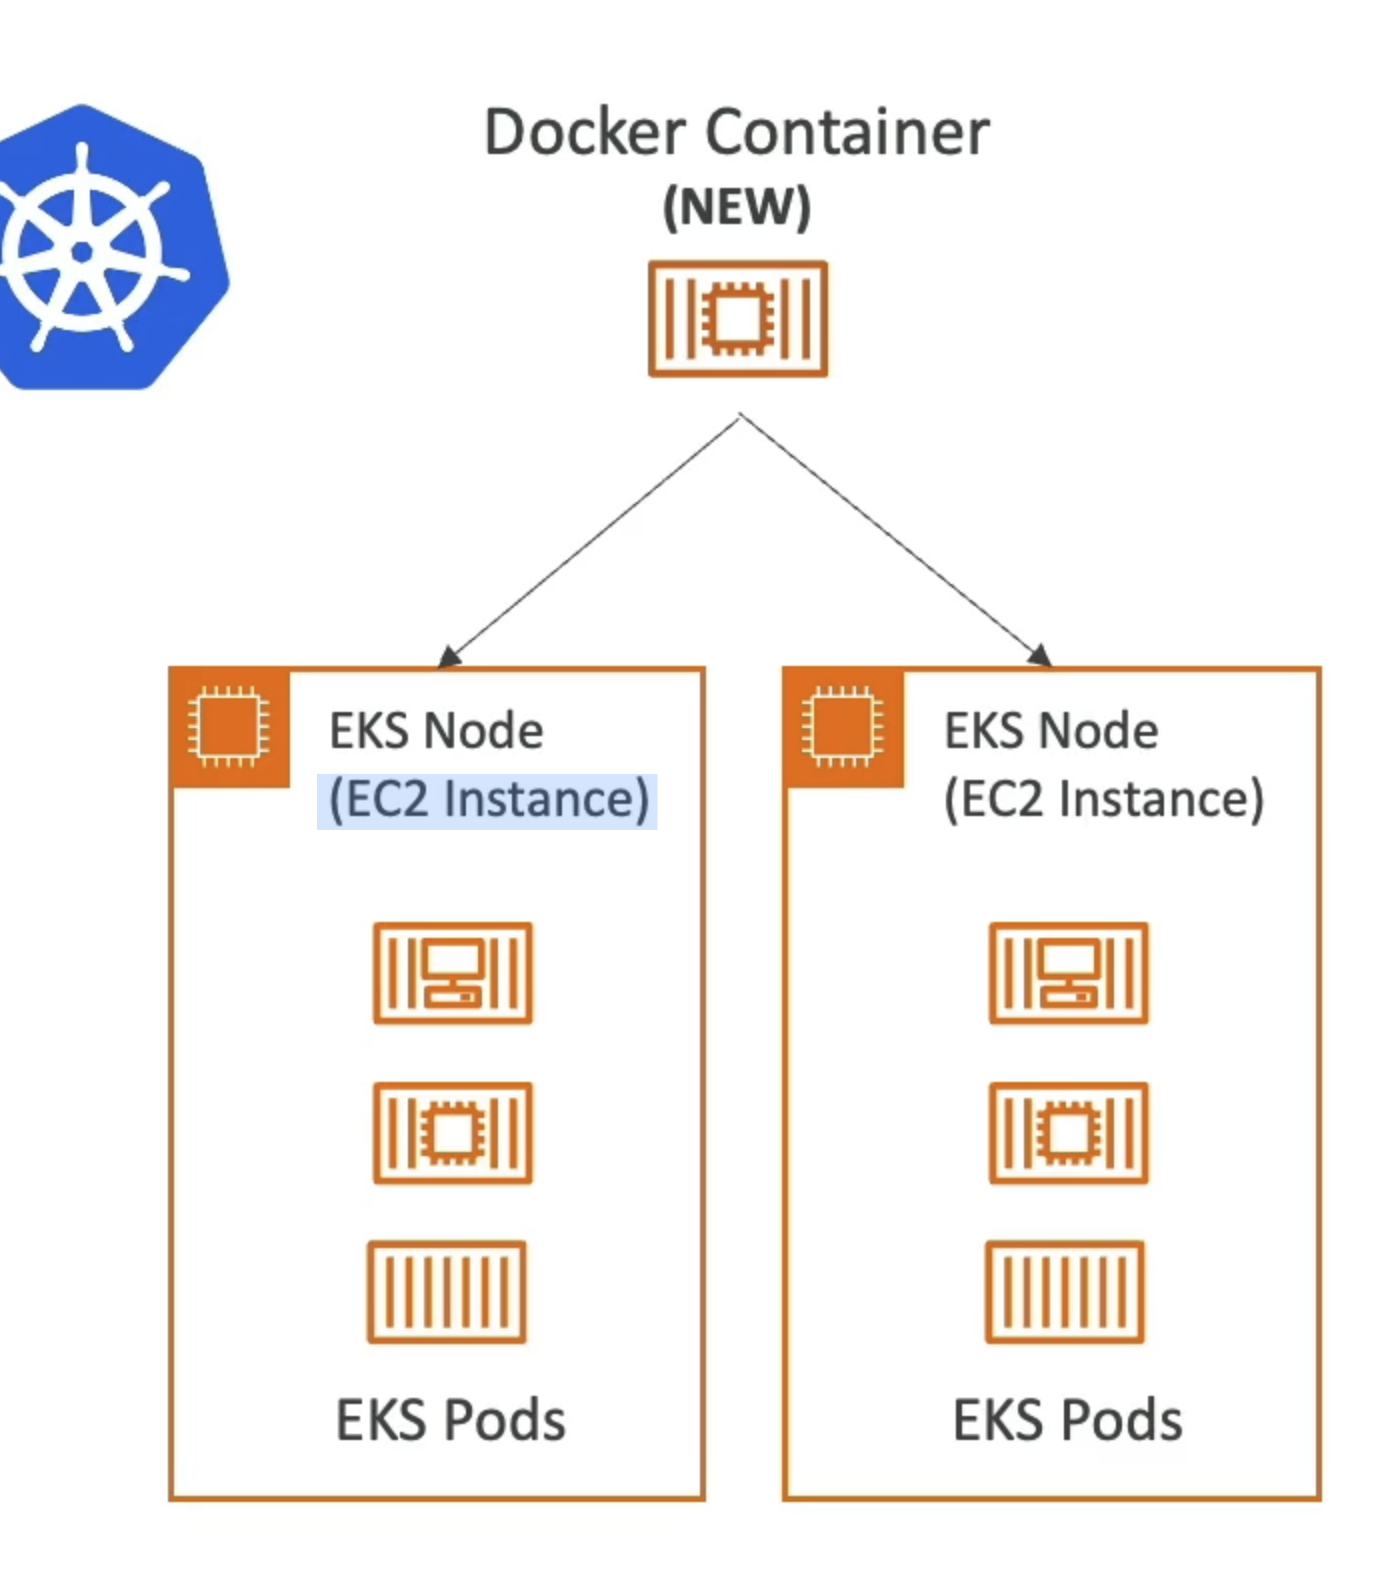 Docker Container
(NEW)
EKS Node
(EC2 Instance)
EKS Pods
EKS Node
(EC2 Instance)
EKS Pods